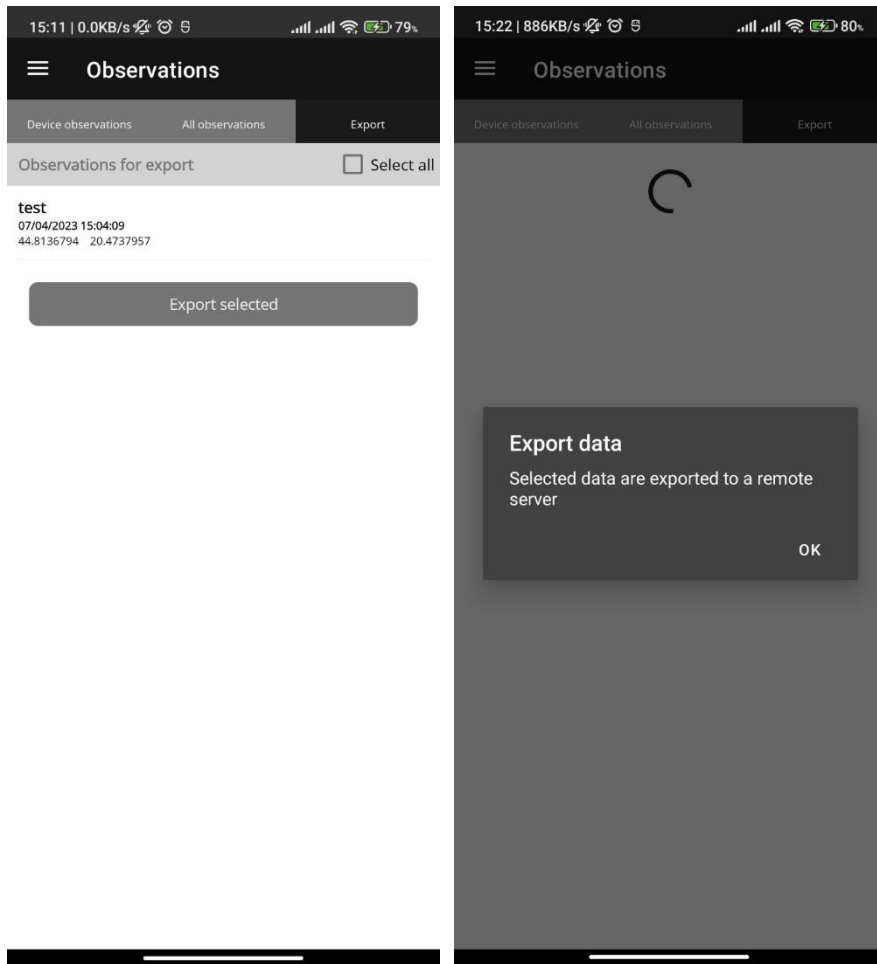 15:11 | 0.0KB/s 79%
Observations
Device observations All observations Export
Observations for export Select all
test
07/04/2023 15:04:09
44.8136794 20.4737957
Export selected
15:22 | 886KB/s 80%
Observations
Device observations All observations Export
Export data
Selected data are exported to a remote
server
OK